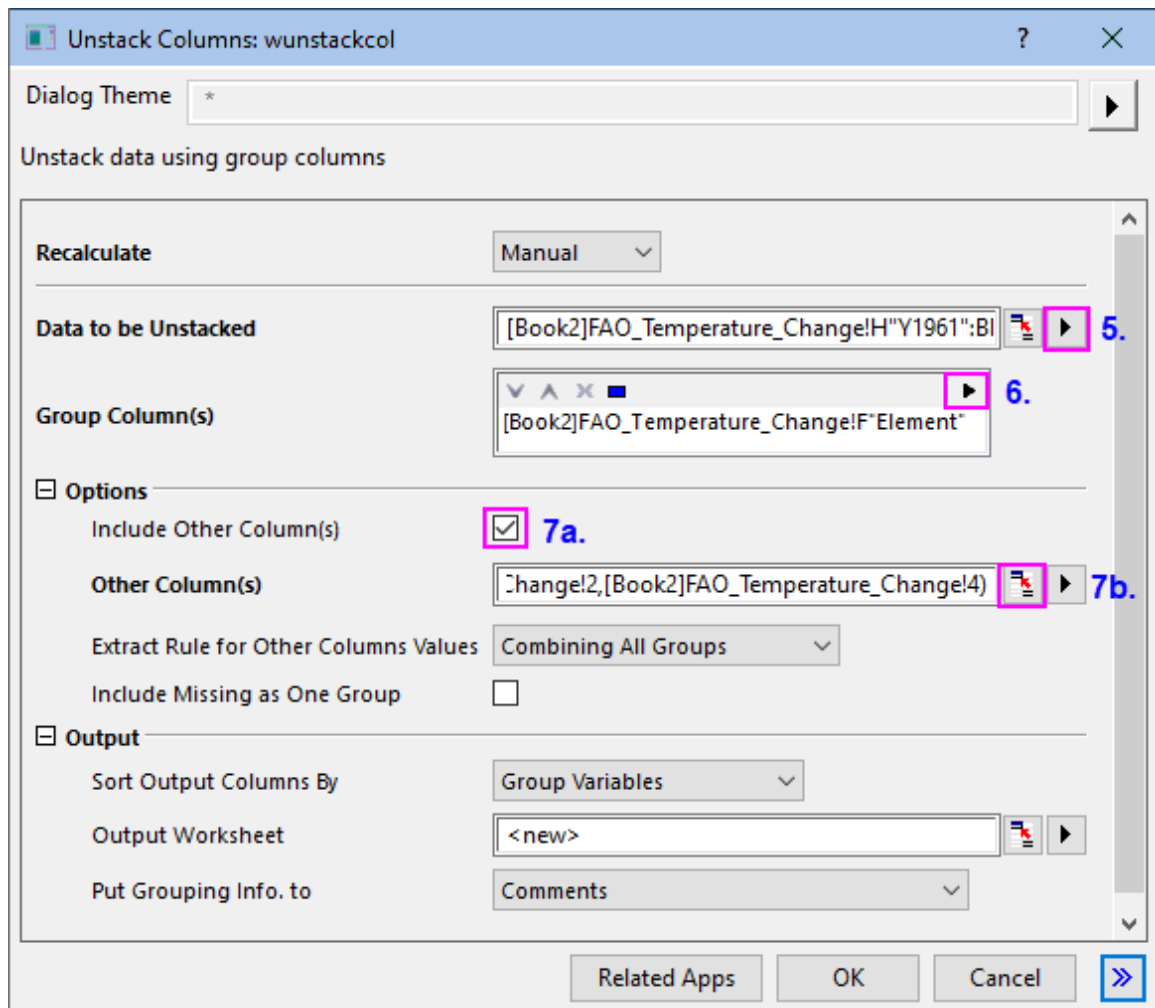 Unstack Columns: wunstackcol ?
Dialog Theme *
Unstack data using group columns
Recalculate Manual
Data to be Unstacked [Book2]FAO_Temperature_Change!H"Y1961":BI 5.
Group Column(s) 6.
[Book2]FAO_Temperature_Change!F"Element"
Options
Include Other Column(s) 7a.
Other Column(s) Change!2,[Book2]FAO_Temperature_Change!4) 7b.
Extract Rule for Other Columns Values Combining All Groups
Include Missing as One Group
Output
Sort Output Columns By Group Variables
Output Worksheet <new>
Put Grouping Info. to Comments
Related Apps OK Cancel